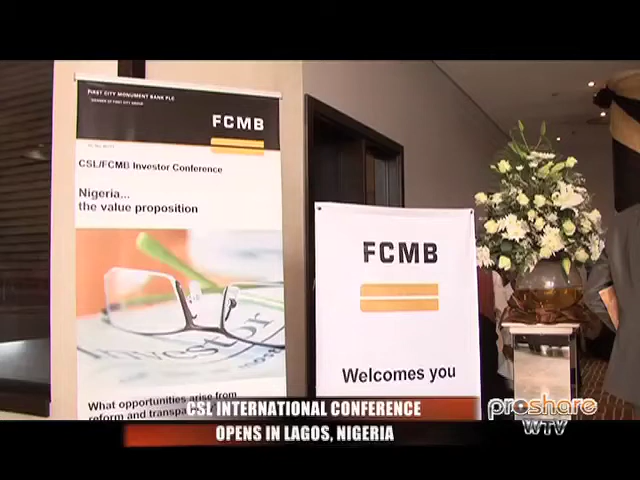 FIRST CITY MONUMENT BANK PLC
FCMB
CSL/FCMB Investor Conference
Nigeria...
the value proposition
Investor
What opportunities arise from
reform and
FCMB
Welcomes you
CSL INTERNATIONAL CONFERENCE
OPENS IN LAGOS, NIGERIA
proshare
WTV